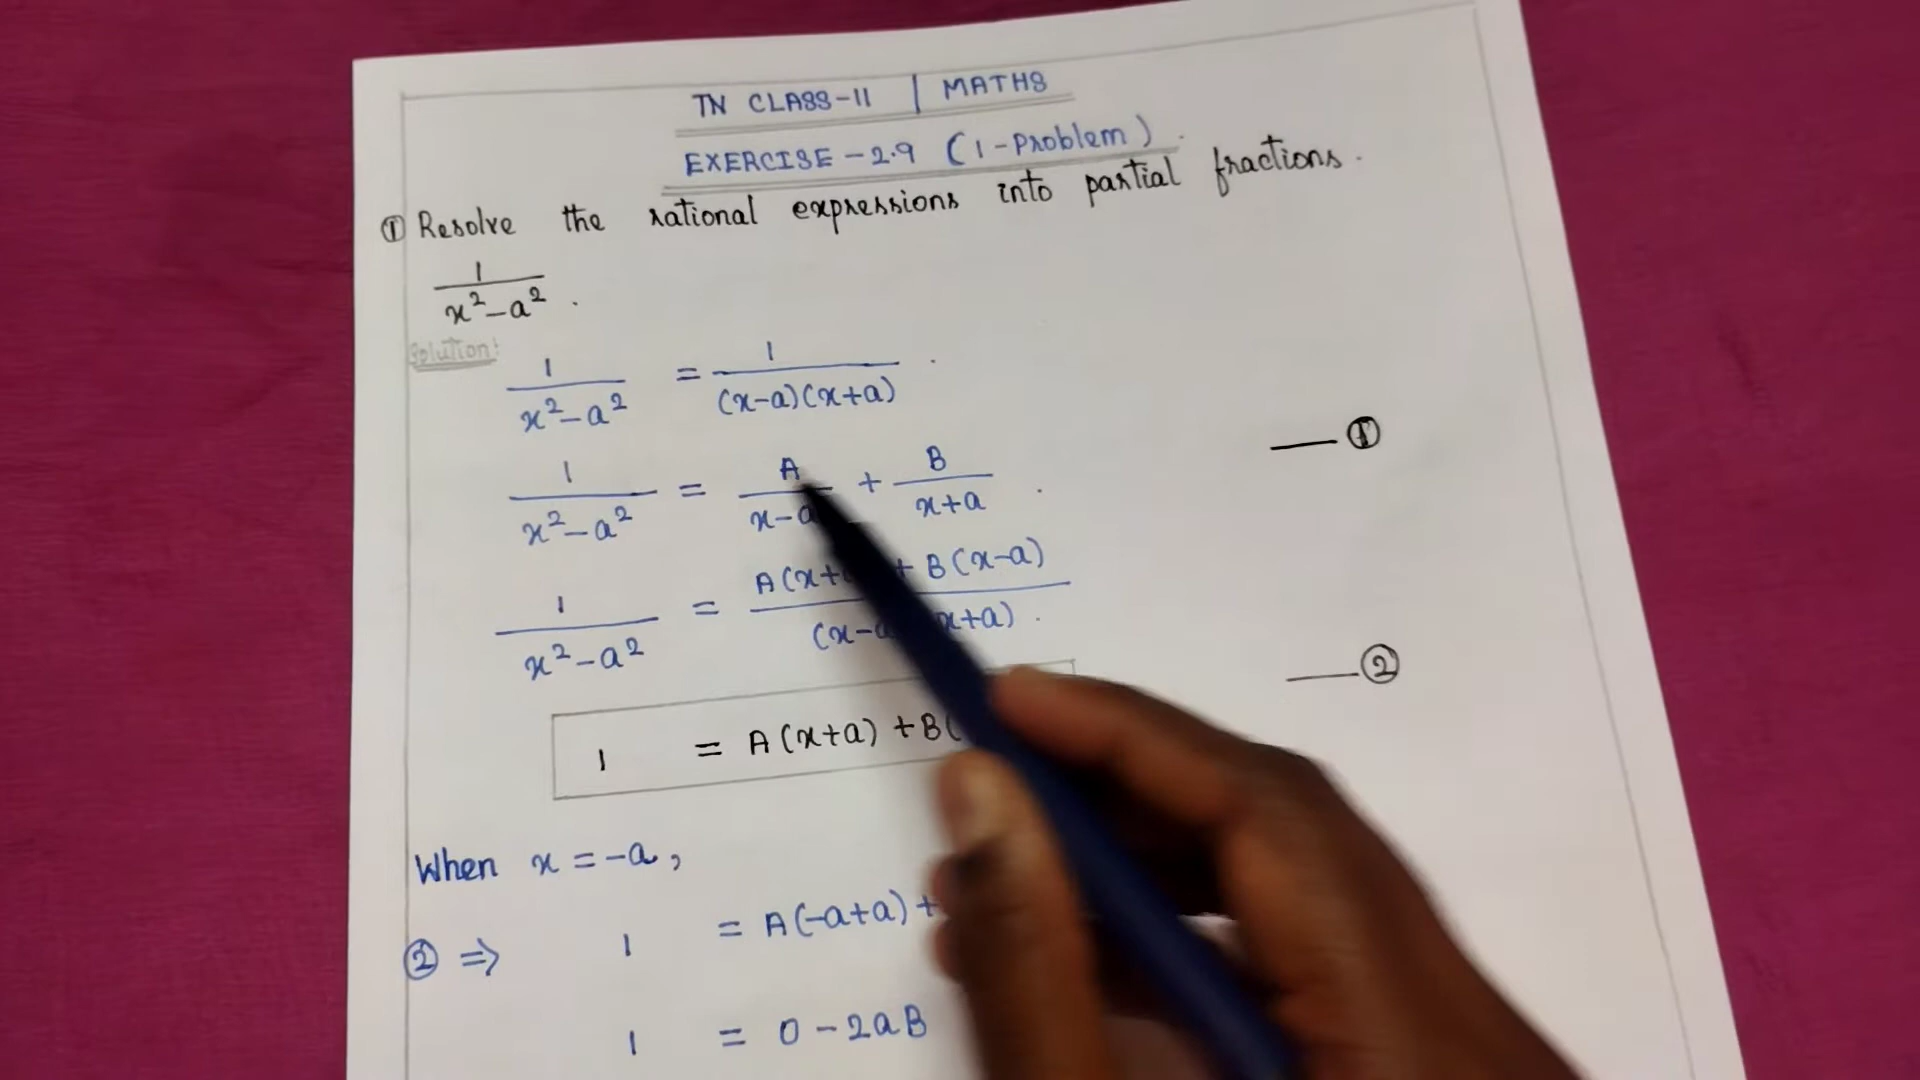 TN CLASS-11 | MATHS
EXERCISE-2.9 (1-Problem).
① Resolve the rational expressions into partial fractions.
1/(x²-a²).
Solution:
1/(x²-a²) = 1/((x-a)(x+a)).
1/(x²-a²) = A/(x-a) + B/(x+a). —①
1/(x²-a²) = A(x+ + B(x-a)/(x- x+a).
—②
1 = A(x+a) +B(
When x=-a,
② ⇒ 1 = A(-a+a)+
1 = 0-2aB